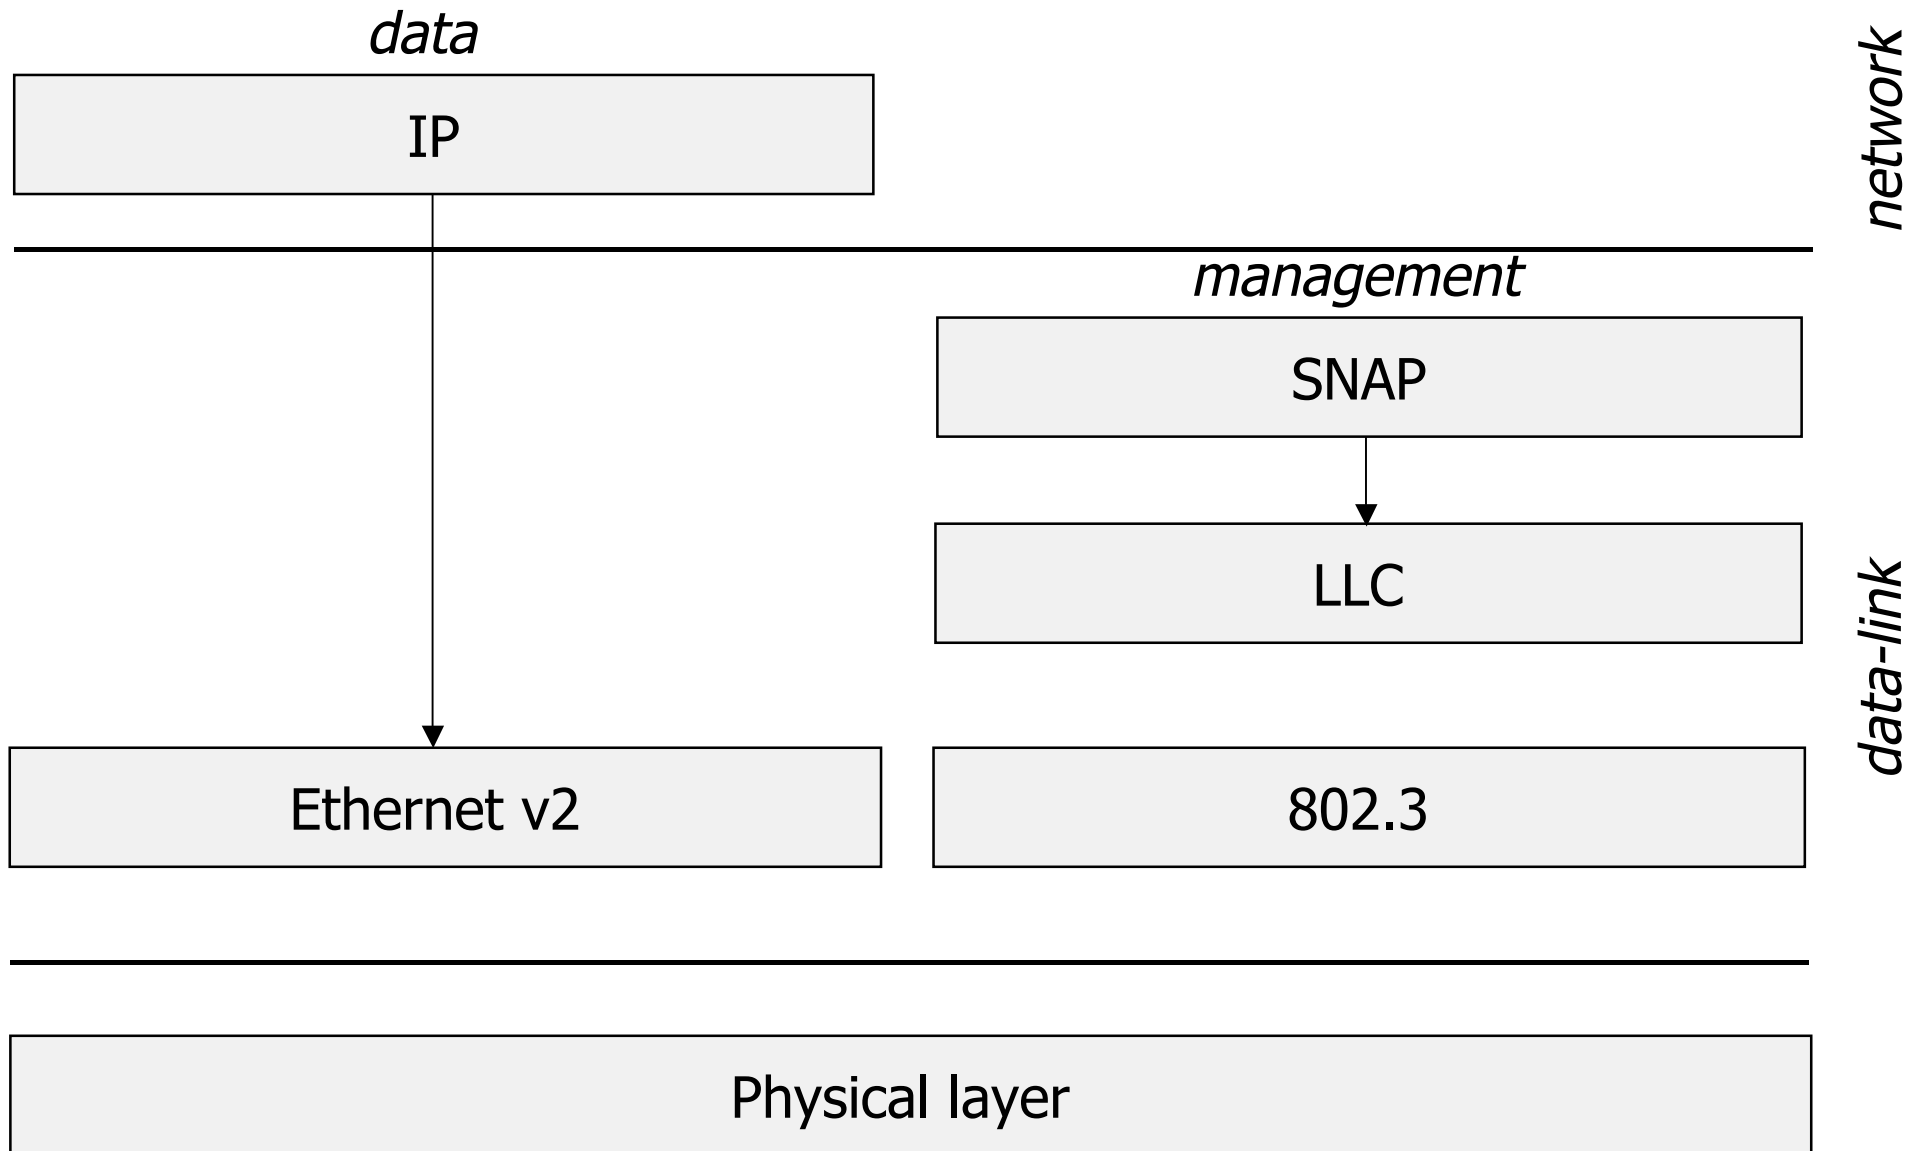 data
IP
network
management
SNAP
LLC
data-link
Ethernet v2
802.3
Physical layer